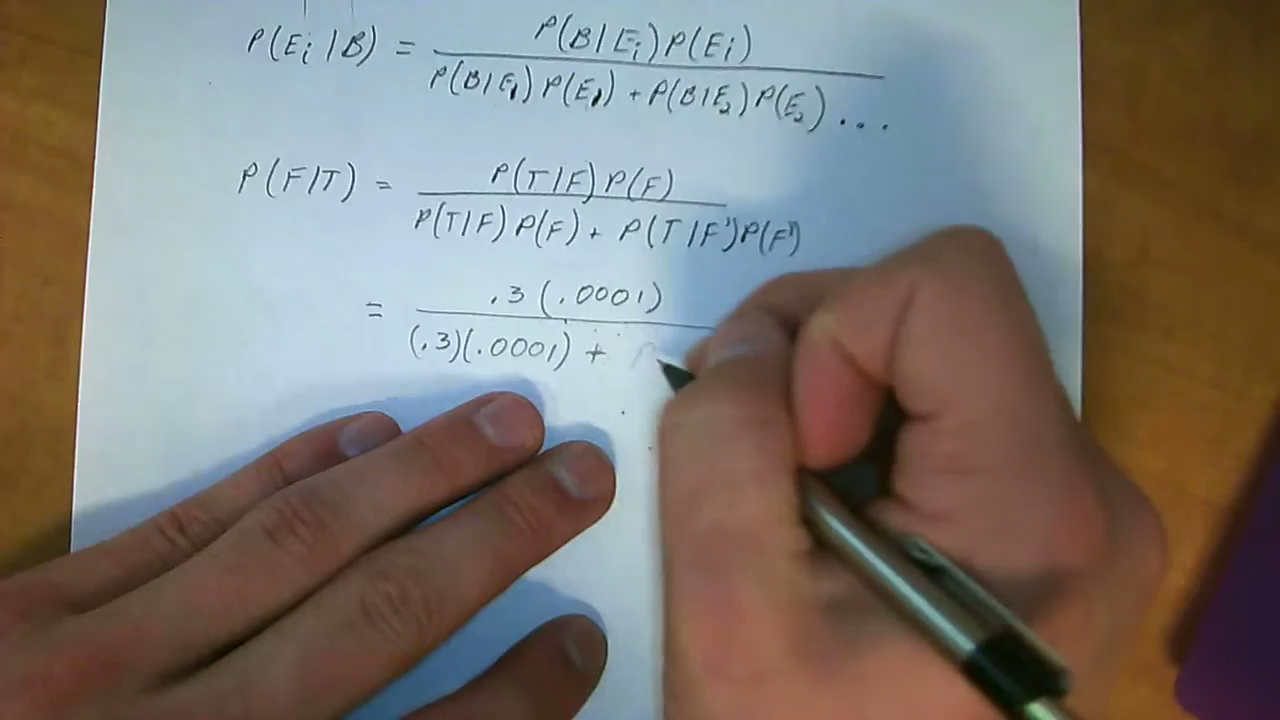 P(Ei/B) = P(B/Ei)P(Ei)
P(B/E1)P(E1) + P(B/E2)P(E2) ...
P(F/T) = P(T/F)P(F)
P(T/F)P(F) + P(T/F')P(F')
= .3(.0001)
(.3)(.0001) +